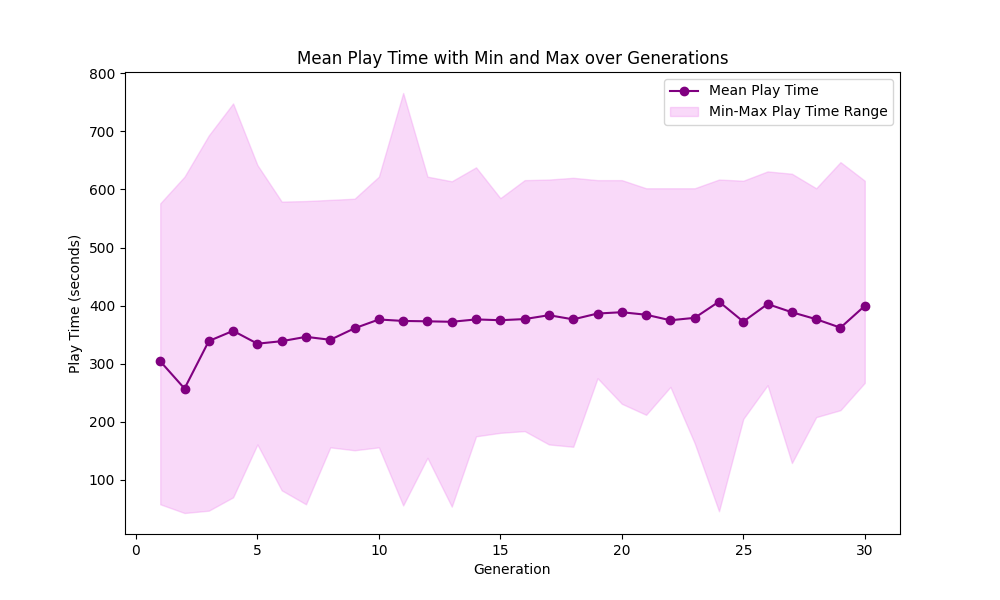 Mean Play Time with Min and Max over Generations
Mean Play Time
Min-Max Play Time Range
Play Time (seconds)
800
700
600
500
400
300
200
100
0 5 10 15 20 25 30
Generation